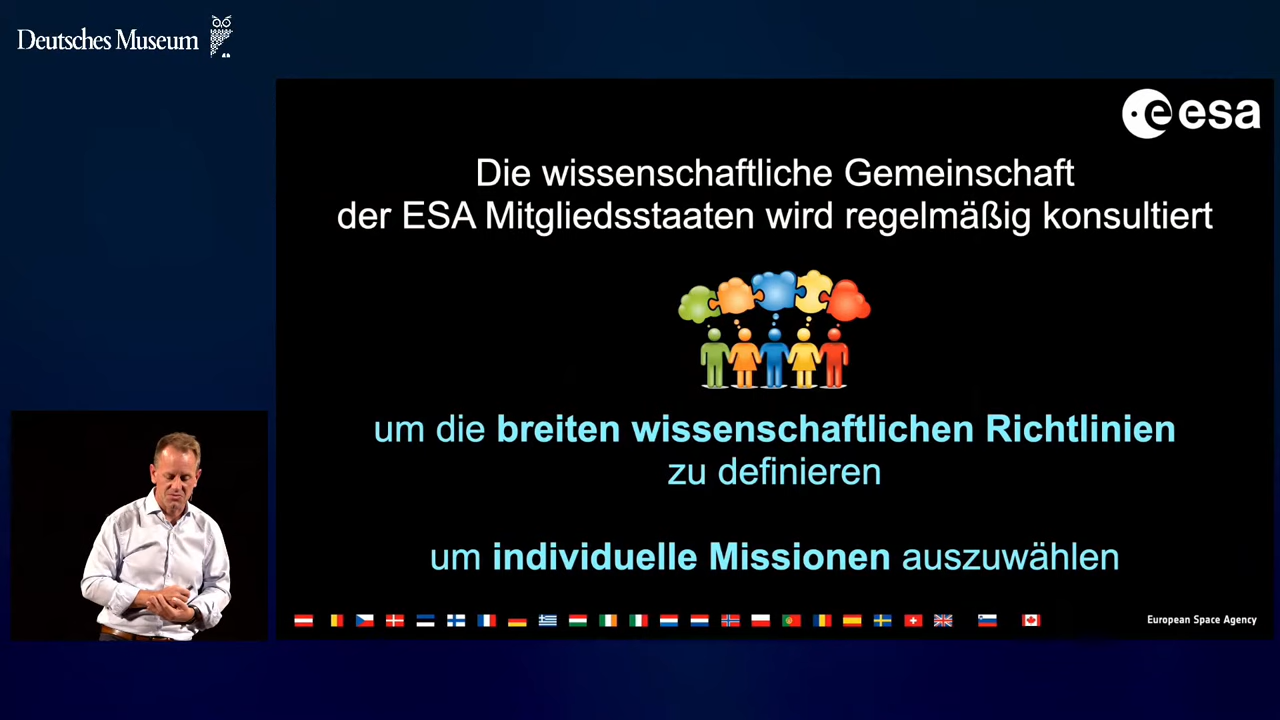 Deutsches Museum
esa
Die wissenschaftliche Gemeinschaft
der ESA Mitgliedsstaaten wird regelmäßig konsultiert
um die breiten wissenschaftlichen Richtlinien
zu definieren
um individuelle Missionen auszuwählen
European Space Agency